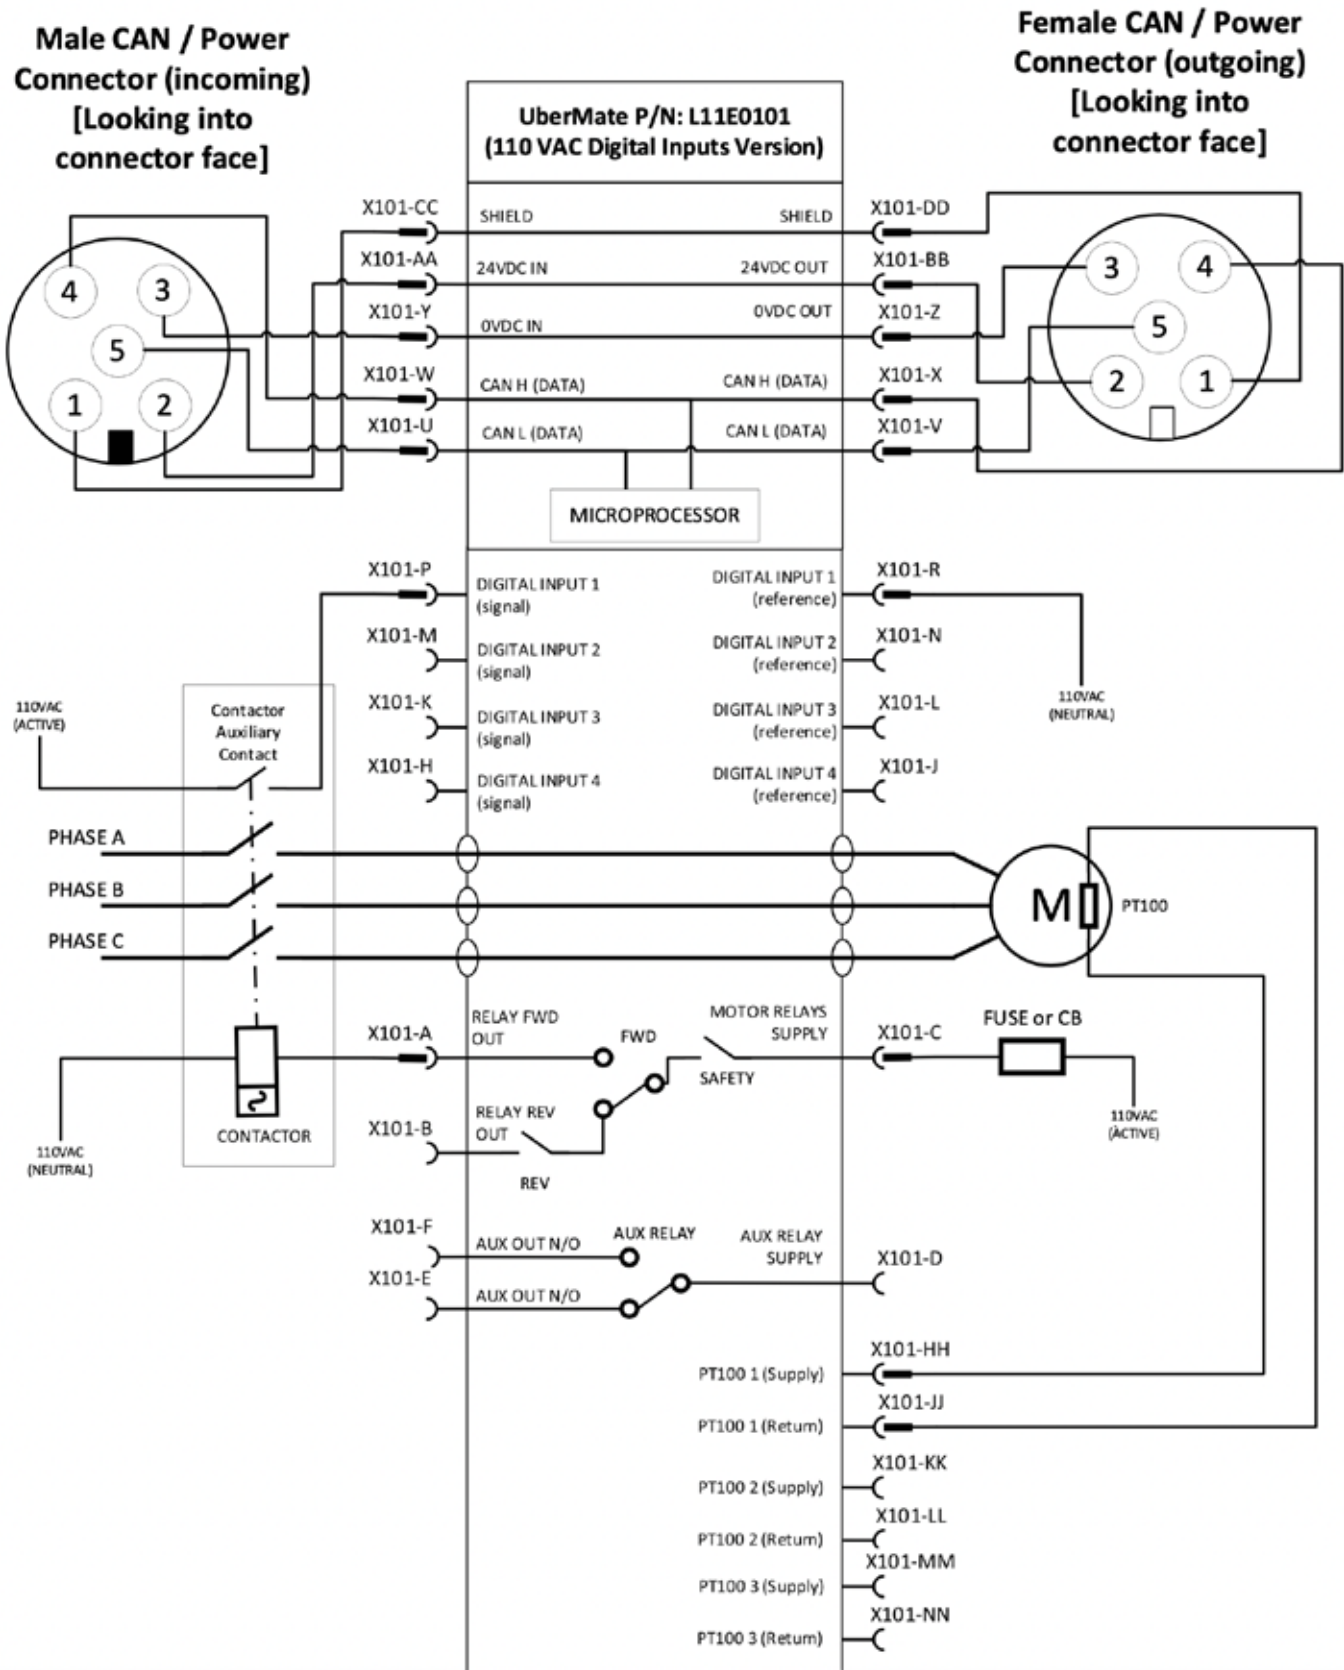 Male CAN / Power
Connector (incoming)
[Looking into
connector face]
Female CAN / Power
Connector (outgoing)
[Looking into
connector face]
UberMate P/N: L11E0101
(110 VAC Digital Inputs Version)
X101-CC
SHIELD
SHIELD
X101-DD
X101-AA
24VDC IN
24VDC OUT
X101-BB
X101-Y
0VDC IN
0VDC OUT
X101-Z
X101-W
CAN H (DATA)
CAN H (DATA)
X101-X
X101-U
CAN L (DATA)
CAN L (DATA)
X101-V
4
3
5
1
2
3
4
5
2
1
MICROPROCESSOR
X101-P
DIGITAL INPUT 1
(signal)
DIGITAL INPUT 1
(reference)
X101-R
X101-M
DIGITAL INPUT 2
(signal)
DIGITAL INPUT 2
(reference)
X101-N
X101-K
DIGITAL INPUT 3
(signal)
DIGITAL INPUT 3
(reference)
X101-L
X101-H
DIGITAL INPUT 4
(signal)
DIGITAL INPUT 4
(reference)
X101-J
110VAC
(NEUTRAL)
110VAC
(ACTIVE)
Contactor
Auxiliary
Contact
PHASE A
PHASE B
PHASE C
M
PT100
X101-A
RELAY FWD
OUT
FWD
MOTOR RELAYS
SUPPLY
SAFETY
X101-C
FUSE or CB
110VAC
(ACTIVE)
CONTACTOR
110VAC
(NEUTRAL)
X101-B
RELAY REV
OUT
REV
X101-F
AUX OUT N/O
AUX RELAY
AUX RELAY
SUPPLY
X101-D
X101-E
AUX OUT N/O
PT100 1 (Supply)
X101-HH
PT100 1 (Return)
X101-JJ
PT100 2 (Supply)
X101-KK
PT100 2 (Return)
X101-LL
PT100 3 (Supply)
X101-MM
PT100 3 (Return)
X101-NN